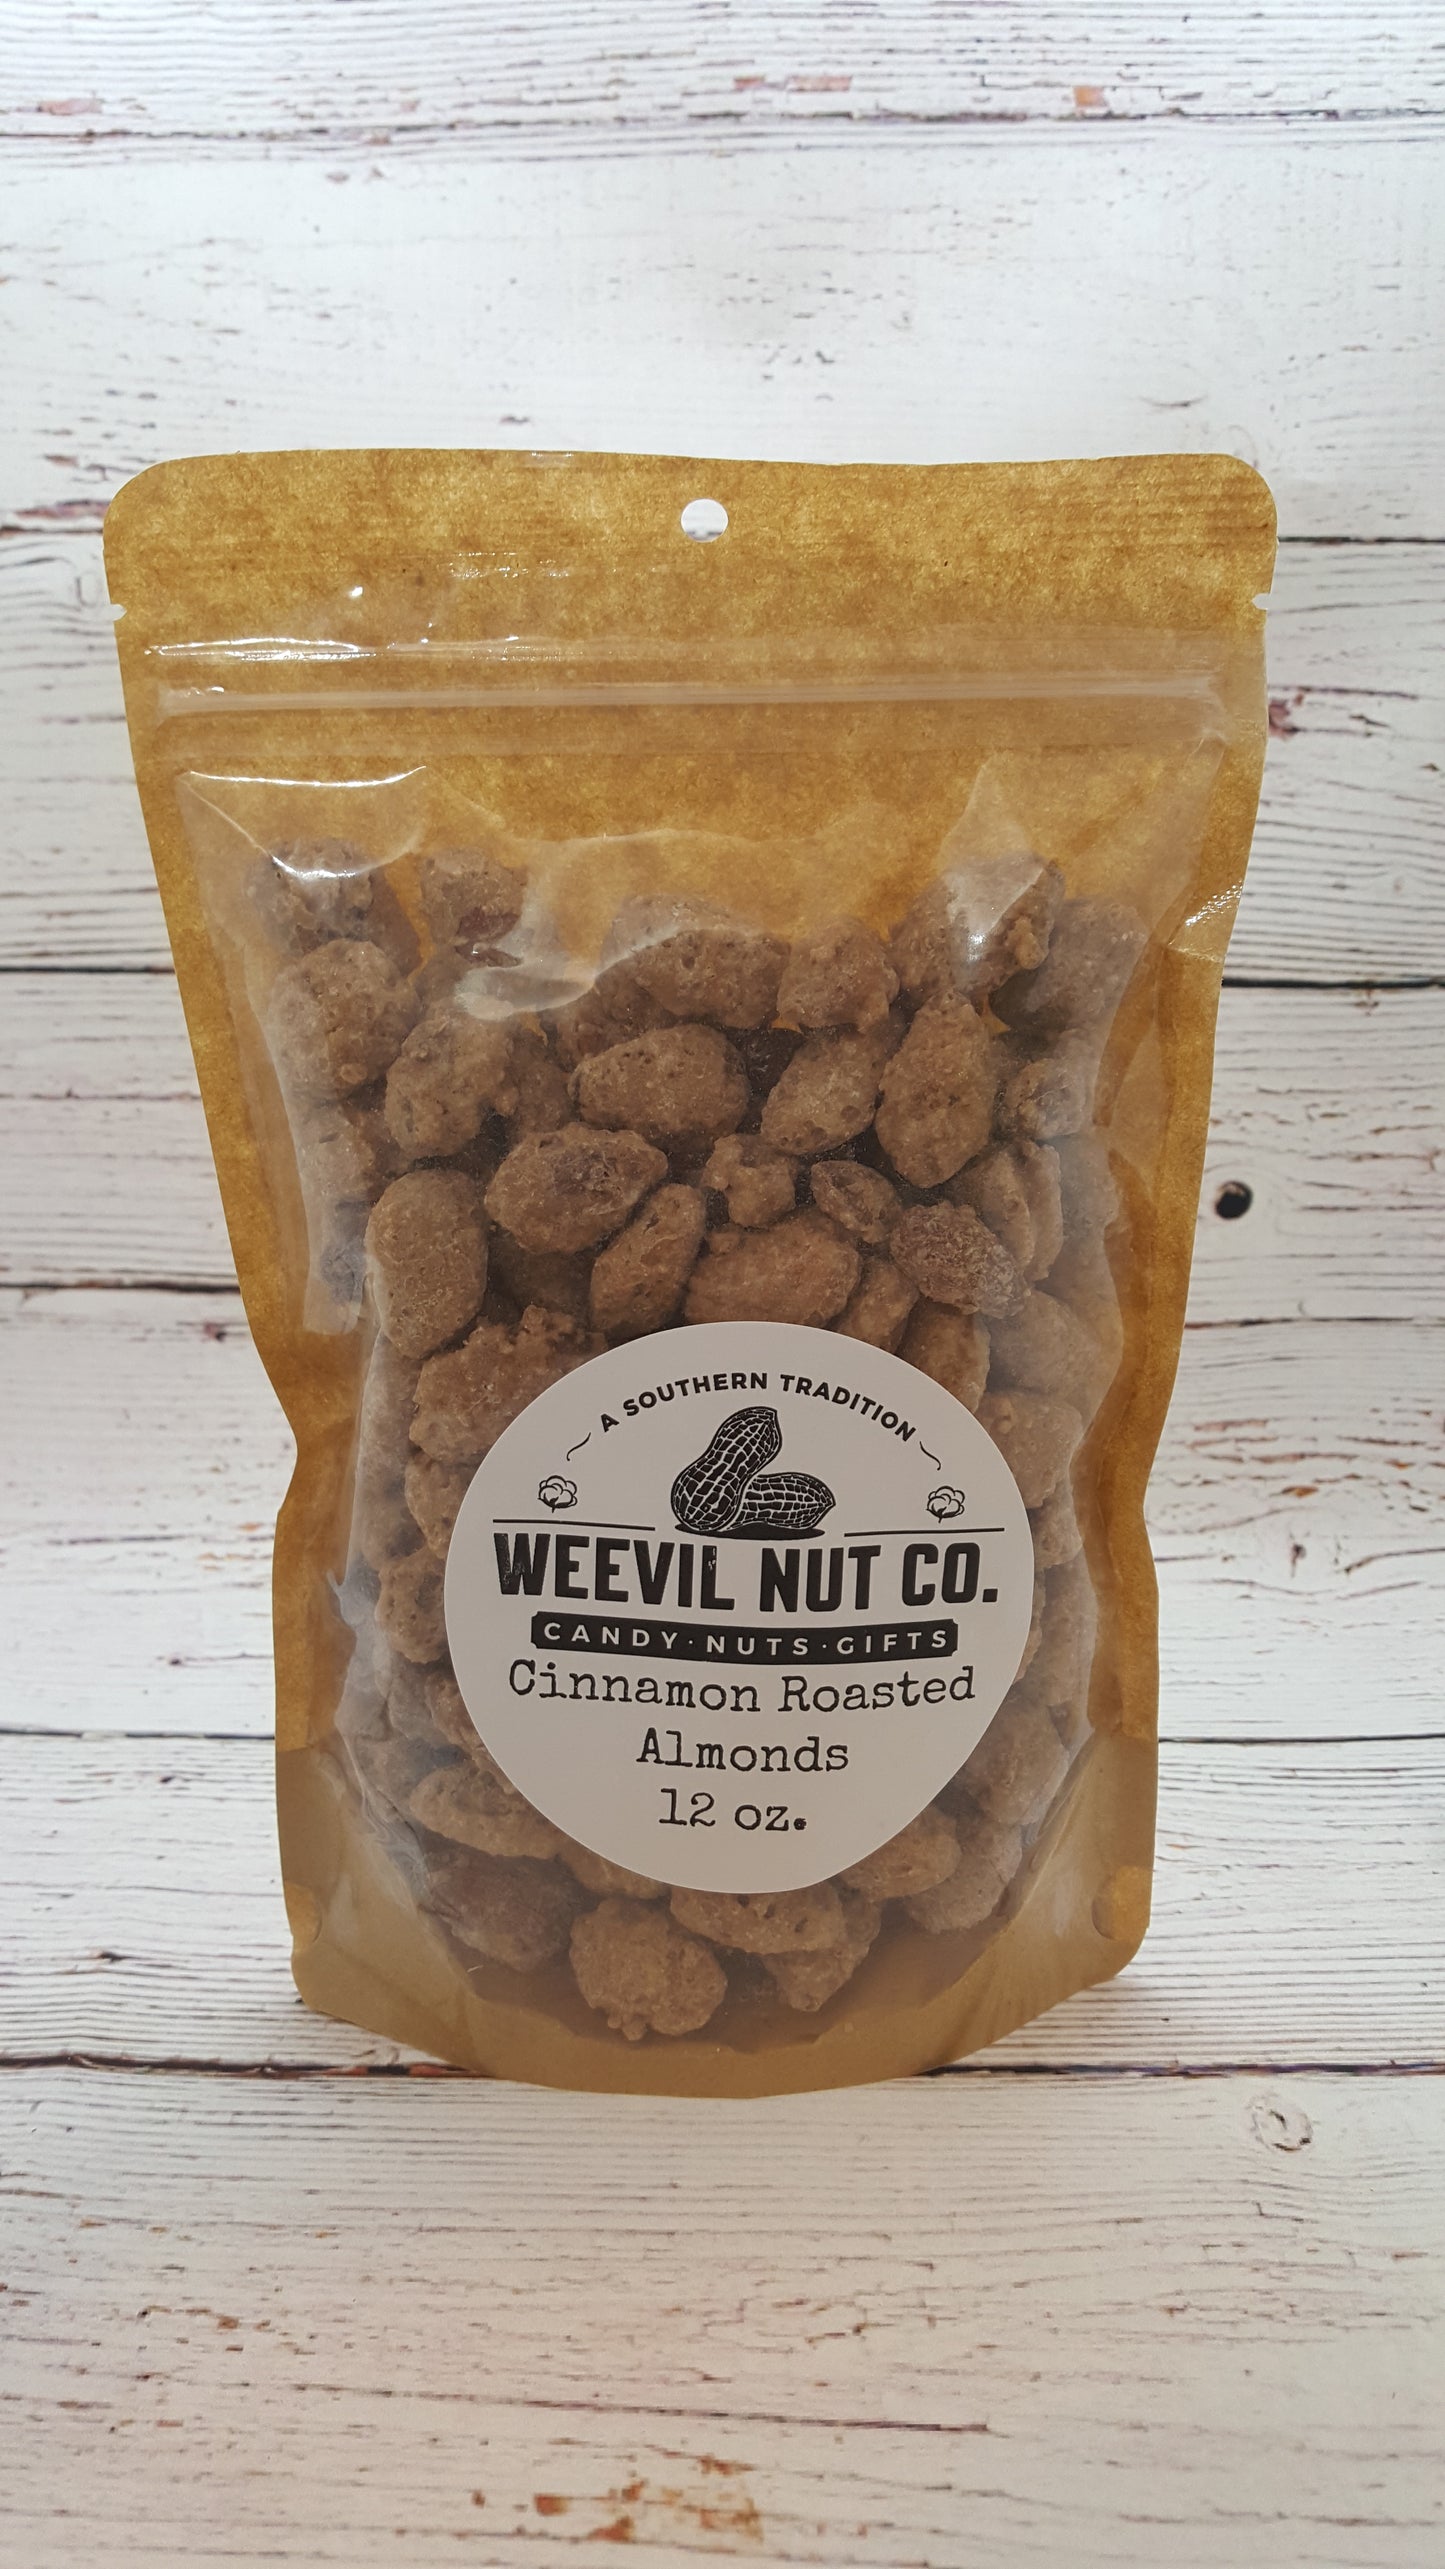 A SOUTHERN TRADITION
WEEVIL NUT CO.
CANDY·NUTS·GIFTS
Cinnamon Roasted
Almonds
12 oz.